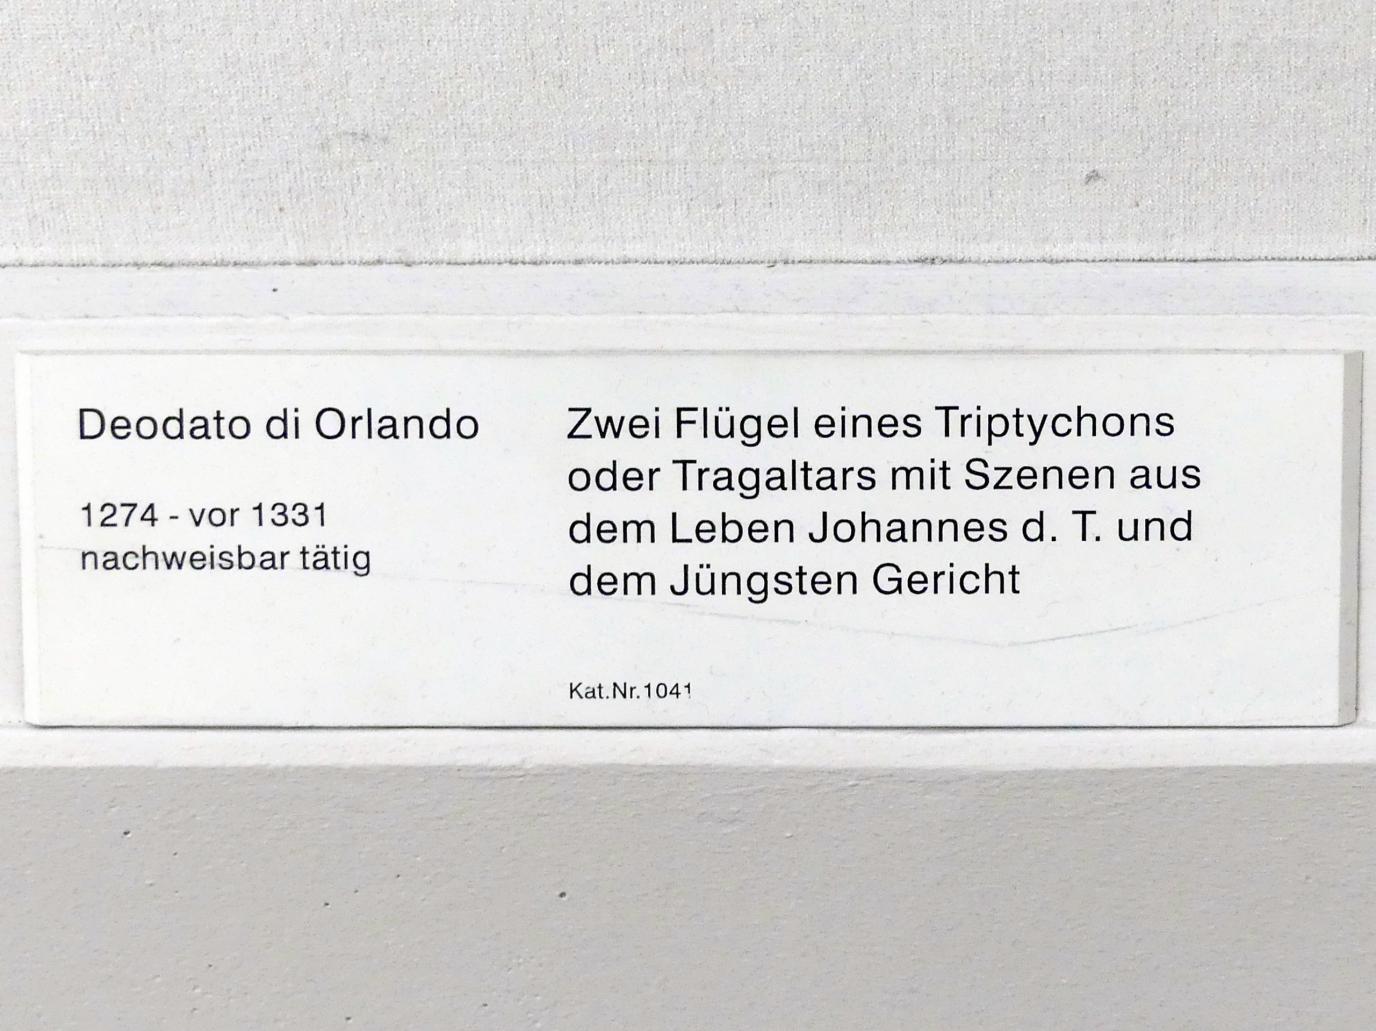 Deodato di Orlando
1274 - vor 1331
nachweisbar tätig
Zwei Flügel eines Triptychons
oder Tragaltars mit Szenen aus
dem Leben Johannes d. T. und
dem Jüngsten Gericht
Kat.Nr.1041